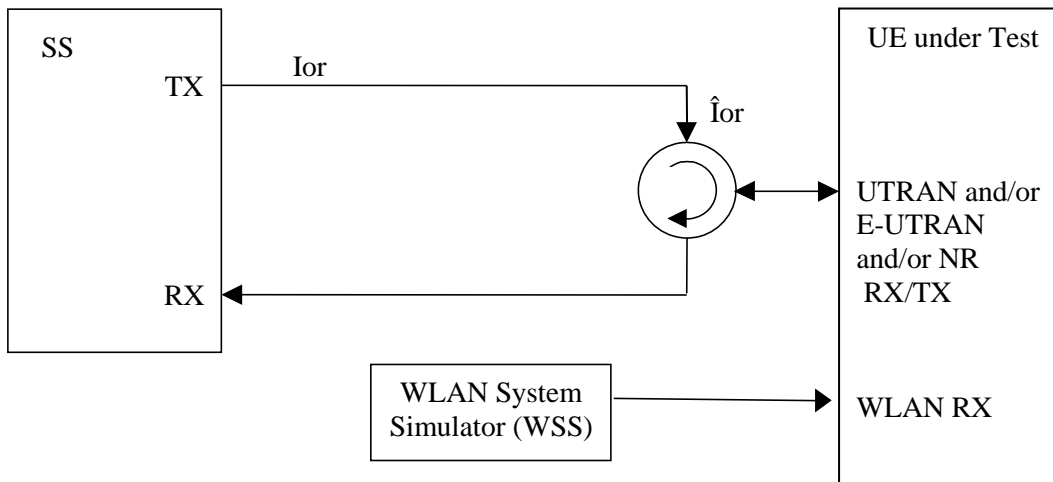 SS
UE under Test
TX
Ior
Îor
UTRAN and/or
E-UTRAN
and/or NR
RX/TX
RX
WLAN System
Simulator (WSS)
WLAN RX